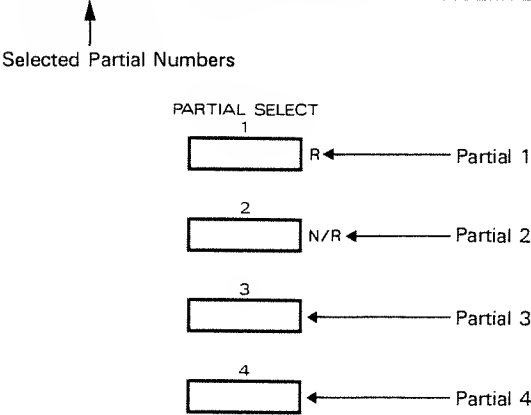 Selected Partial Numbers
PARTIAL SELECT
1
R Partial 1
2
N/R Partial 2
3
Partial 3
4
Partial 4